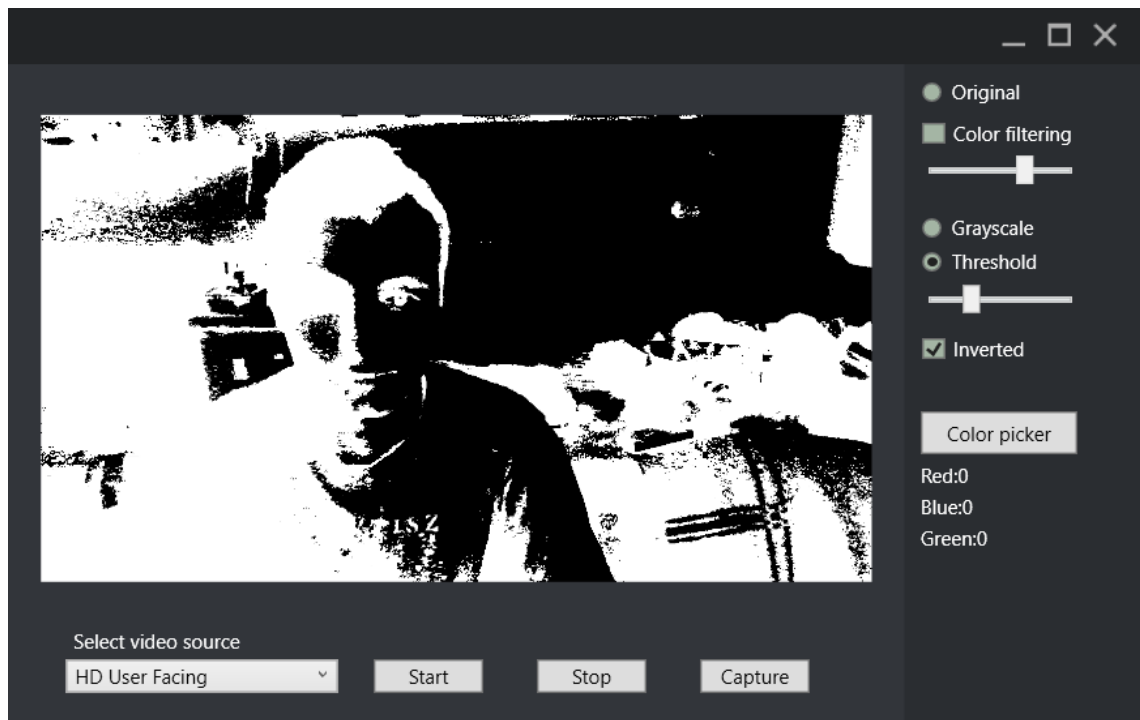 Original
Color filtering
Grayscale
Threshold
Inverted
Color picker
Red:0
Blue:0
Green:0
Select video source
HD User Facing
Start
Stop
Capture